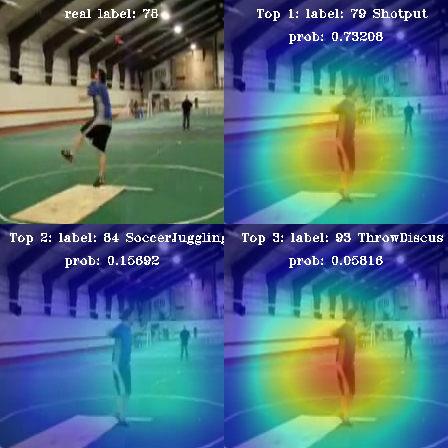 real label: 78
Top 1: label: 79 Shotput
prob: 0.73208
Top 2: label: 84 SoccerJuggling
prob: 0.15692
Top 3: label: 93 ThrowDiscus
prob: 0.05816